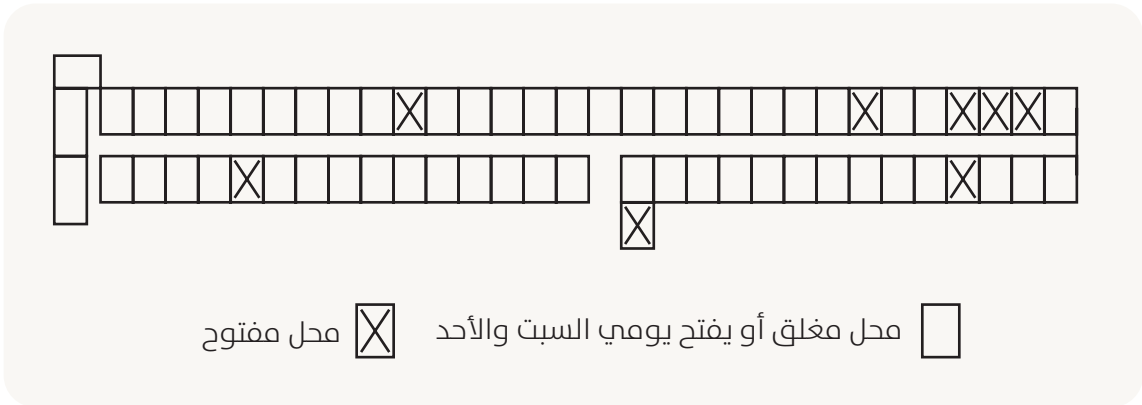 محل مغلق أو يفتح يومي السبت والأحد
محل مفتوح